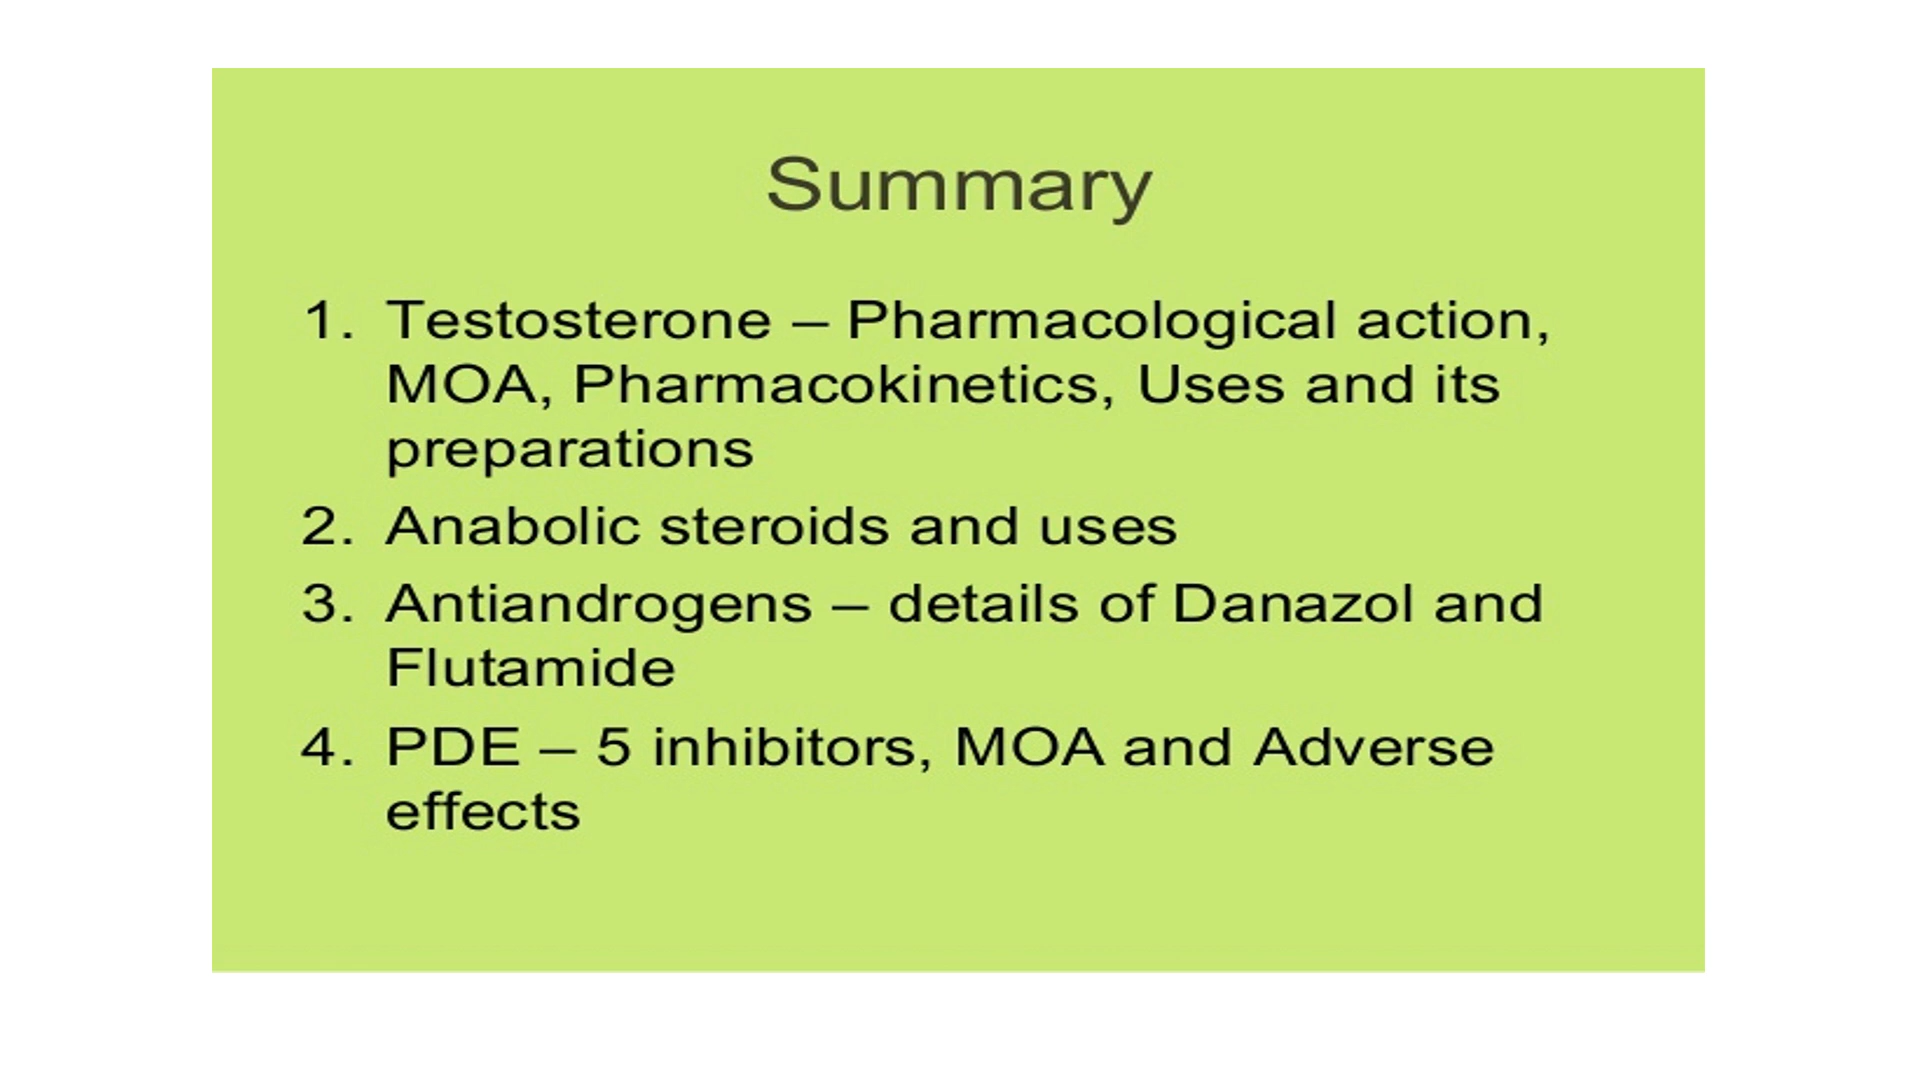 Summary
1. Testosterone – Pharmacological action,
MOA, Pharmacokinetics, Uses and its
preparations
2. Anabolic steroids and uses
3. Antiandrogens – details of Danazol and
Flutamide
4. PDE – 5 inhibitors, MOA and Adverse
effects